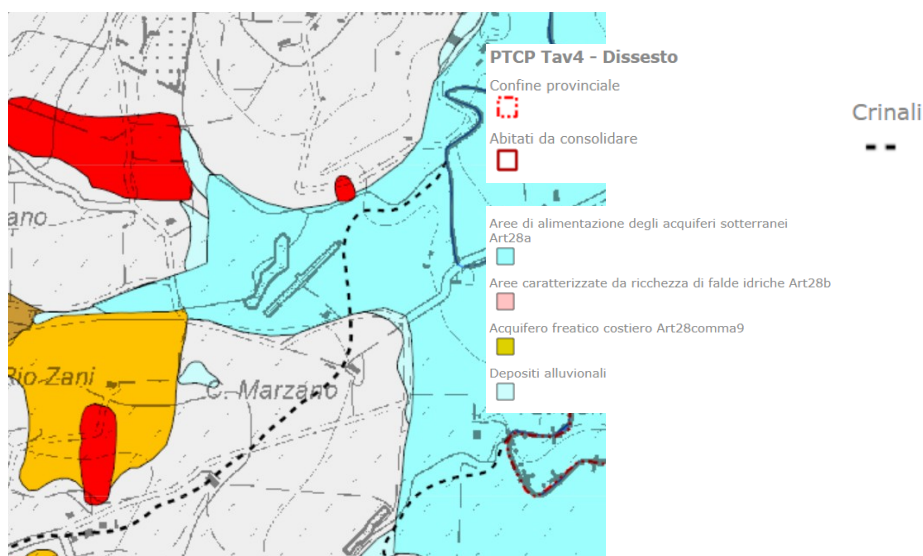 PTCP Tav4 - Dissesto
Confine provinciale
Abitati da consolidare
Crinali
Aree di alimentazione degli acquiferi sotterranei
Art28a
Aree caratterizzate da ricchezza di falde idriche Art28b
Acquifero freatico costiero Art28comma9
Depositi alluvionali
ano
Rio Zani
C. Marzano